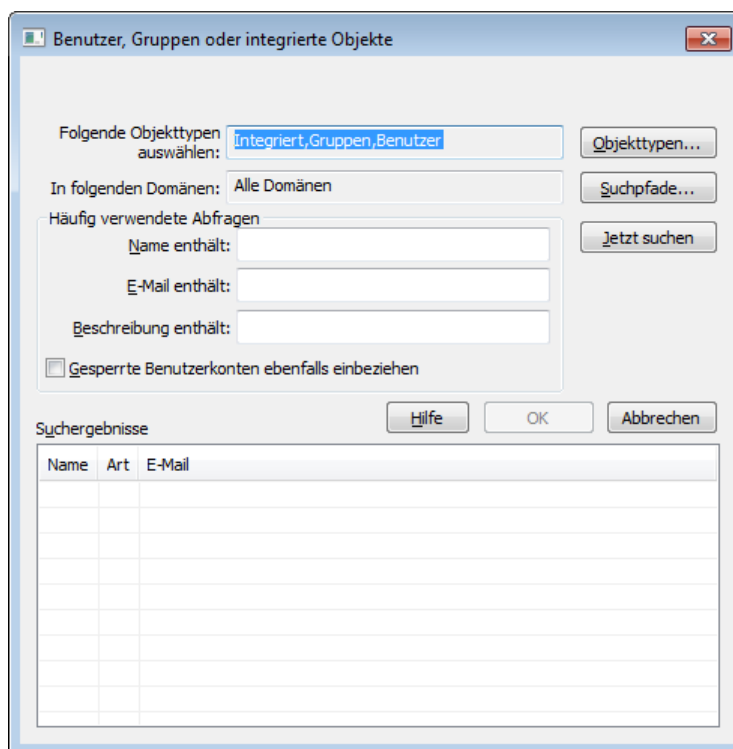 Benutzer, Gruppen oder integrierte Objekte
Folgende Objekttypen
auswählen:
Integriert,Gruppen,Benutzer
Objekttypen...
In folgenden Domänen:
Alle Domänen
Suchpfade...
Häufig verwendete Abfragen
Name enthält:
Jetzt suchen
E-Mail enthält:
Beschreibung enthält:
Gesperrte Benutzerkonten ebenfalls einbeziehen
Hilfe
OK
Abbrechen
Suchergebnisse
Name Art E-Mail